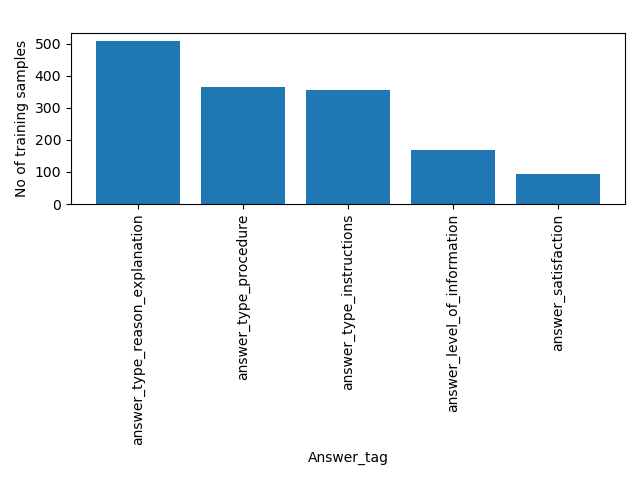 No of training samples
500
400
300
200
100
0
answer_type_reason_explanation
answer_type_procedure
answer_type_instructions
answer_level_of_information
answer_satisfaction
Answer_tag